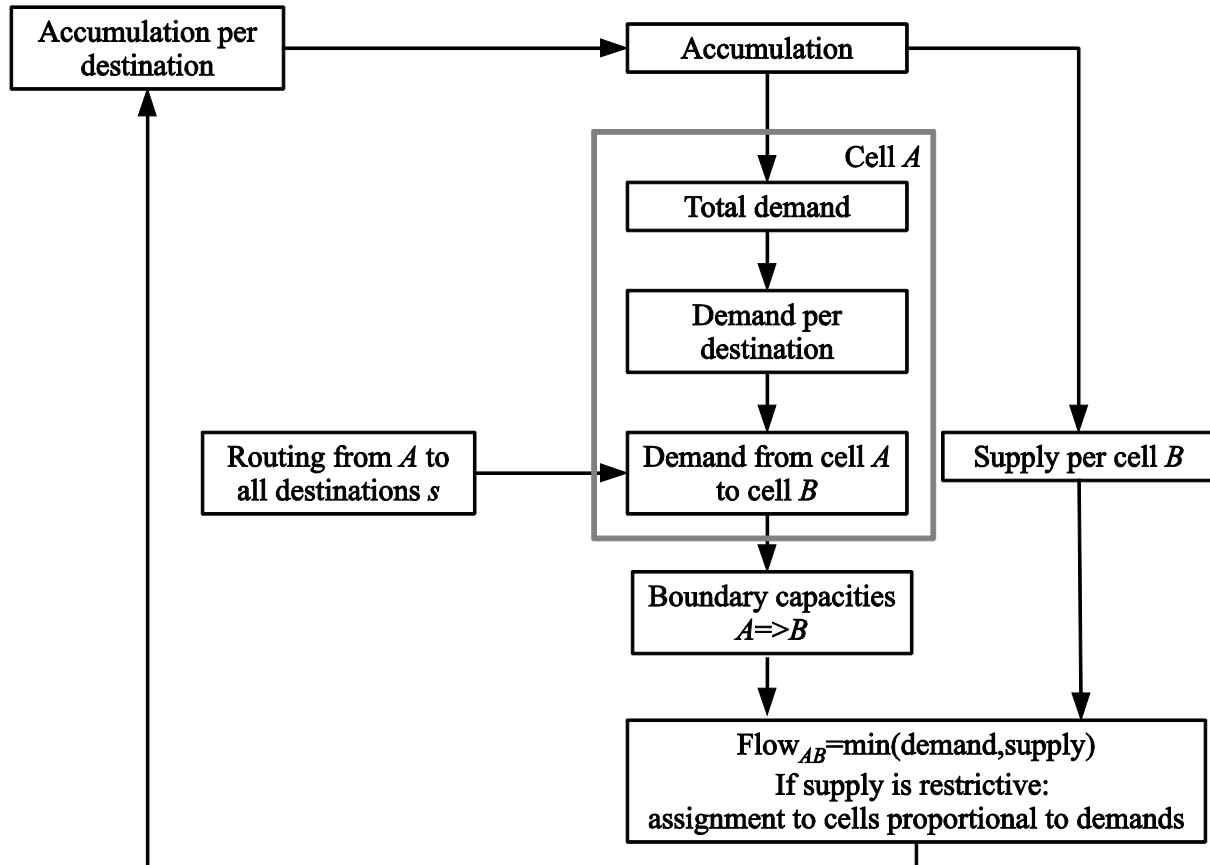 Accumulation per
destination
Accumulation
Cell A
Total demand
Demand per
destination
Routing from A to
all destinations s
Demand from cell A
to cell B
Supply per cell B
Boundary capacities
A=>B
Flow_AB=min(demand,supply)
If supply is restrictive:
assignment to cells proportional to demands